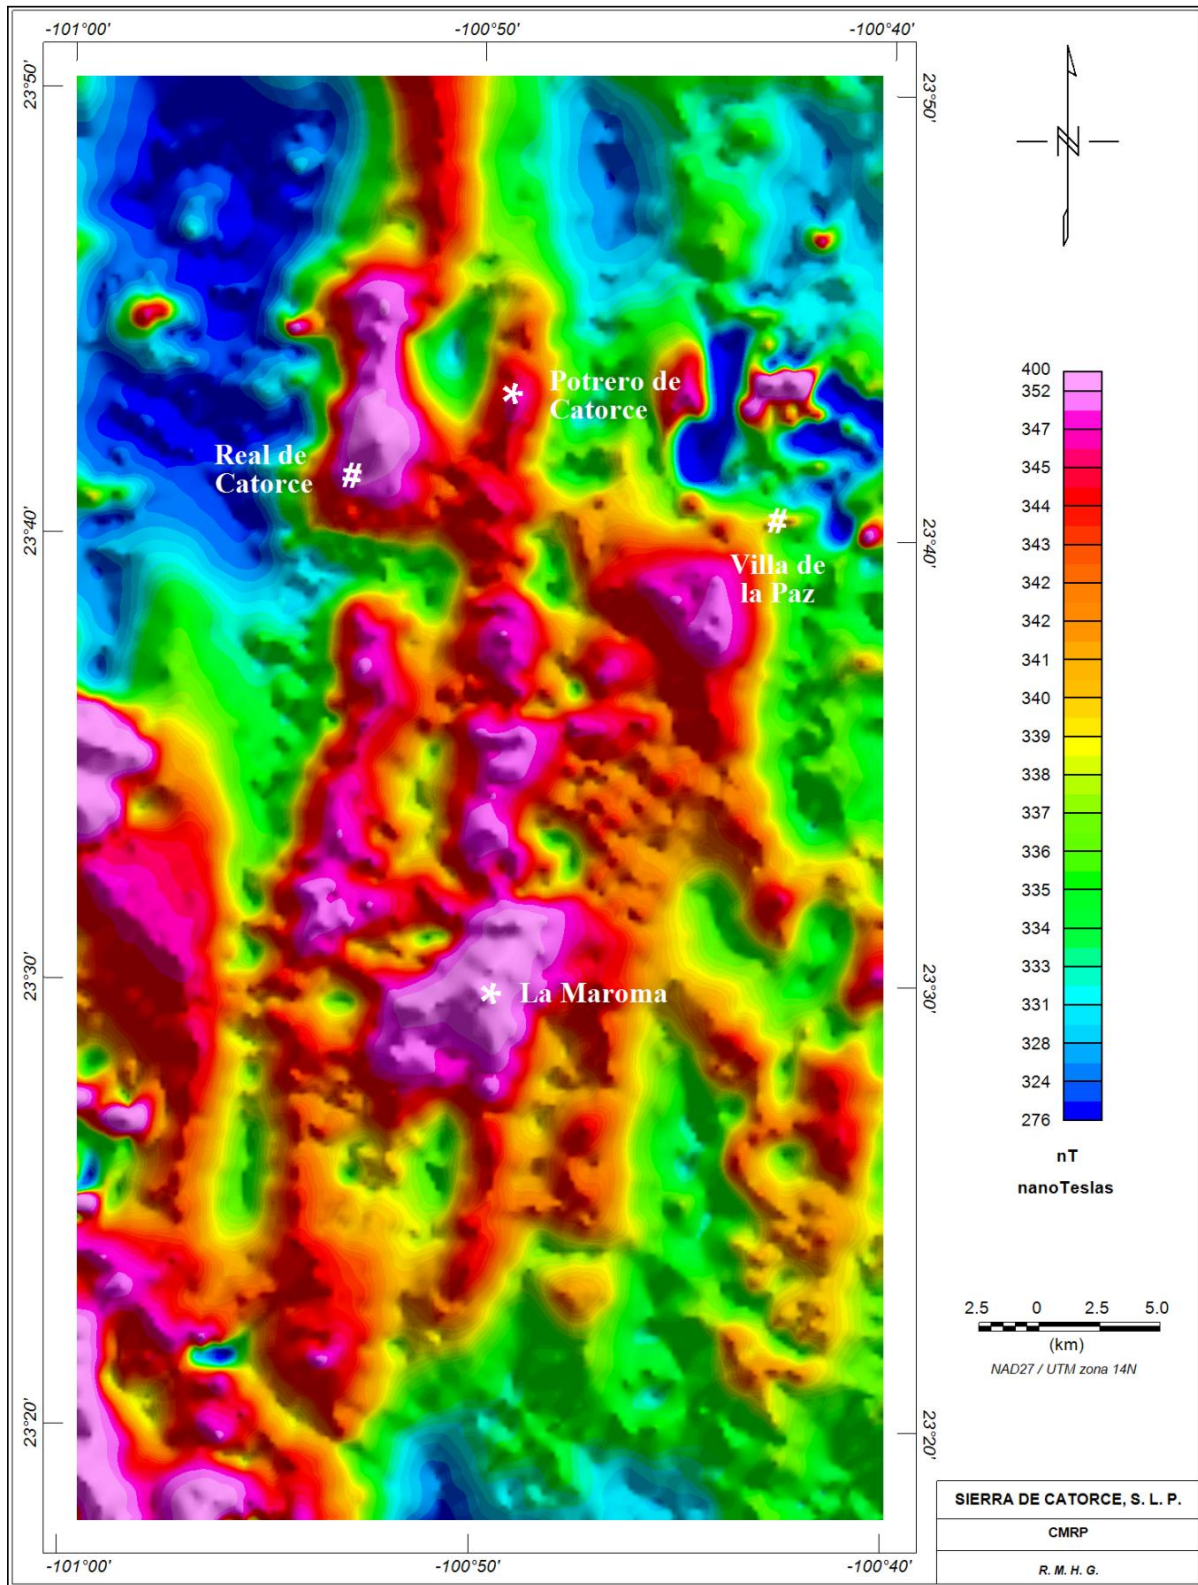 -101°00'
-100°50'
-100°40'
23°50'
23°50'
N
Potrero de
Catorce
Real de
Catorce
#
*
23°40'
23°40'
#
Villa de
la Paz
400
352
347
345
344
343
342
342
341
340
339
338
337
336
335
334
333
331
328
324
276
nT
nanoTeslas
23°30'
23°30'
* La Maroma
2.5 0 2.5 5.0
(km)
NAD27 / UTM zona 14N
23°20'
23°20'
SIERRA DE CATORCE, S. L. P.
CMRP
R. M. H. G.
-101°00'
-100°50'
-100°40'